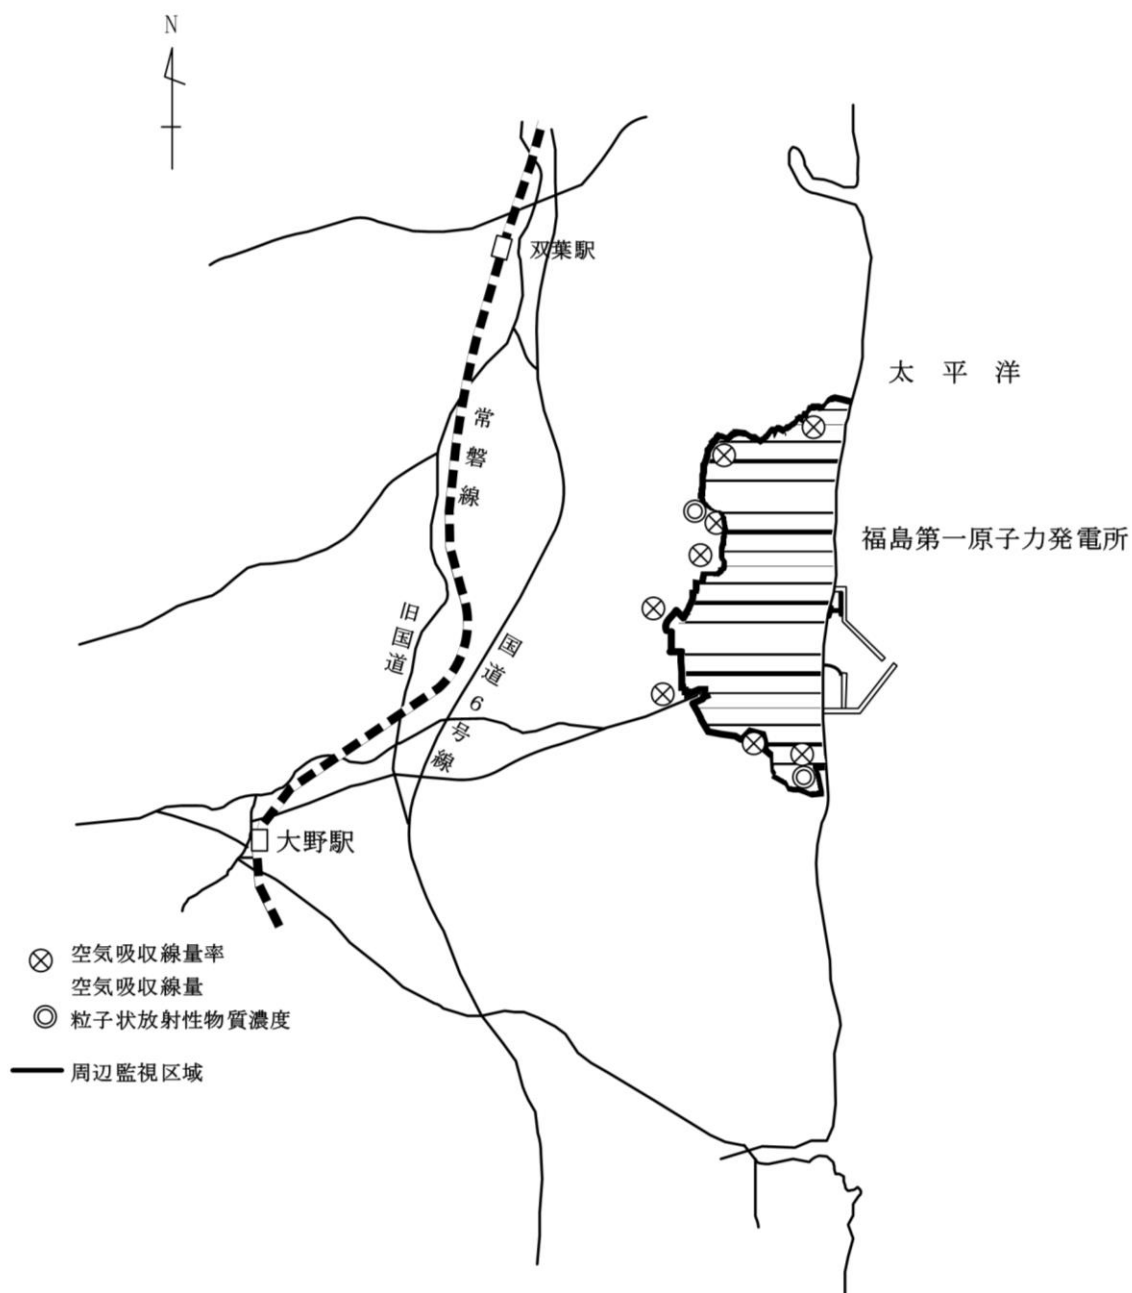 N
双葉駅
太平洋
常磐線
福島第一原子力発電所
旧国道
国道6号線
大野駅
空気吸収線量率
空気吸収線量
粒子状放射性物質濃度
周辺監視区域